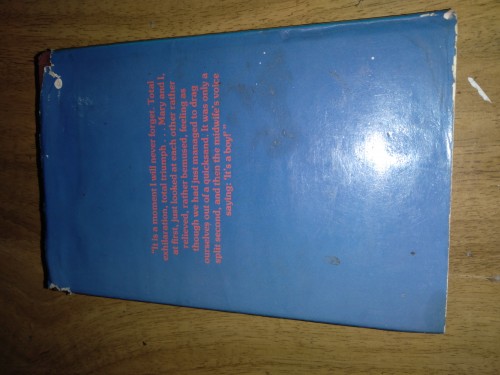 "It is a moment I will never forget. Total
exhilaration, total triumph . . . Mary and I,
at first, just looked at each other rather
relieved, rather bemused, feeling as
though we had just managed to drag
ourselves out of a quicksand. It was only a
split second, and then the midwife's voice
saying: 'It's a boy!' "